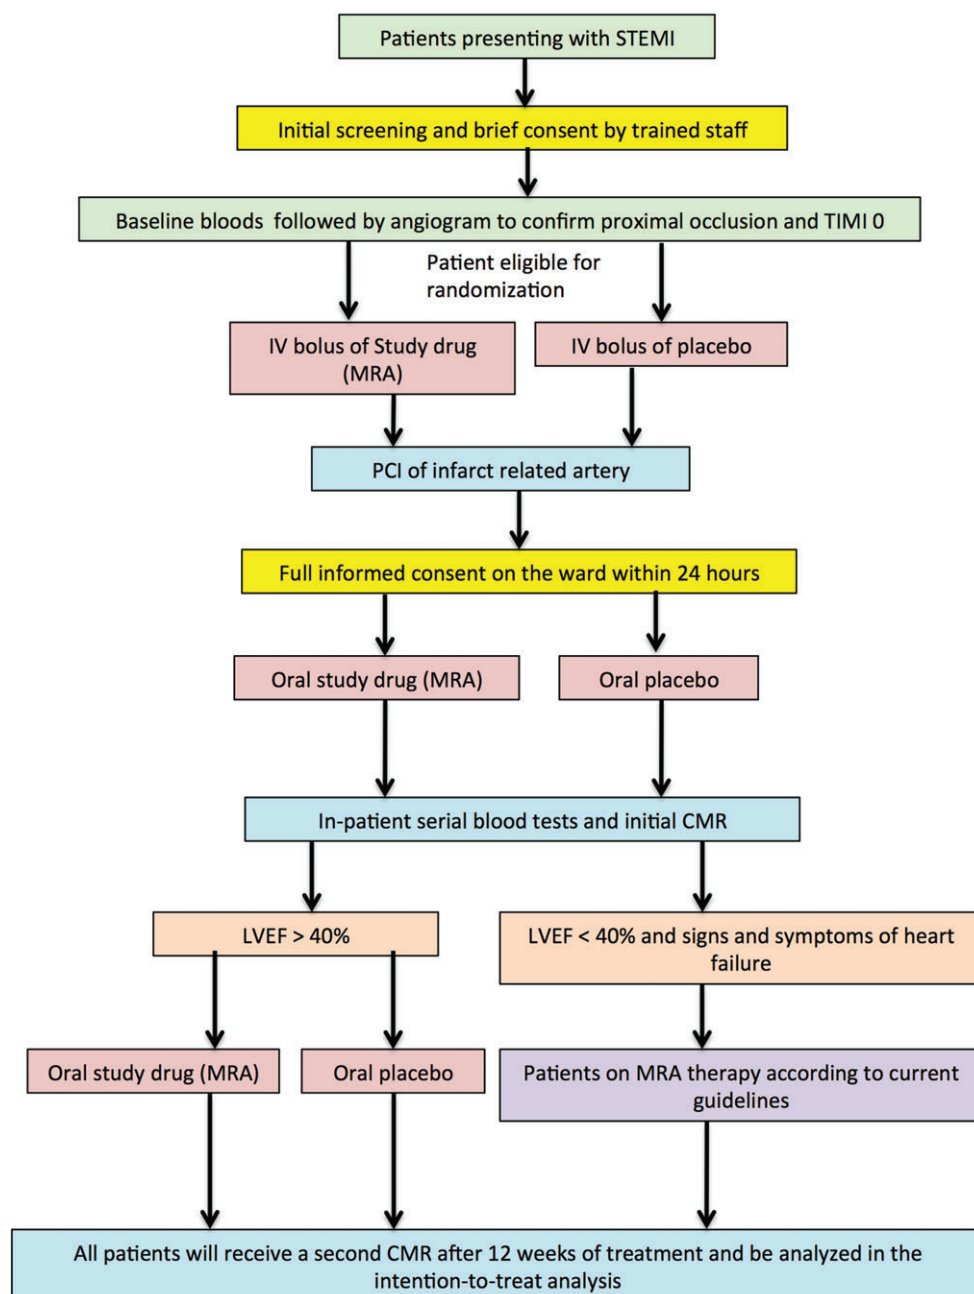 Patients presenting with STEMI
Initial screening and brief consent by trained staff
Baseline bloods followed by angiogram to confirm proximal occlusion and TIMI 0
Patient eligible for
randomization
IV bolus of Study drug
(MRA)
IV bolus of placebo
PCI of infarct related artery
Full informed consent on the ward within 24 hours
Oral study drug (MRA)
Oral placebo
In-patient serial blood tests and initial CMR
LVEF > 40%
LVEF < 40% and signs and symptoms of heart
failure
Oral study drug (MRA)
Oral placebo
Patients on MRA therapy according to current
guidelines
All patients will receive a second CMR after 12 weeks of treatment and be analyzed in the
intention-to-treat analysis